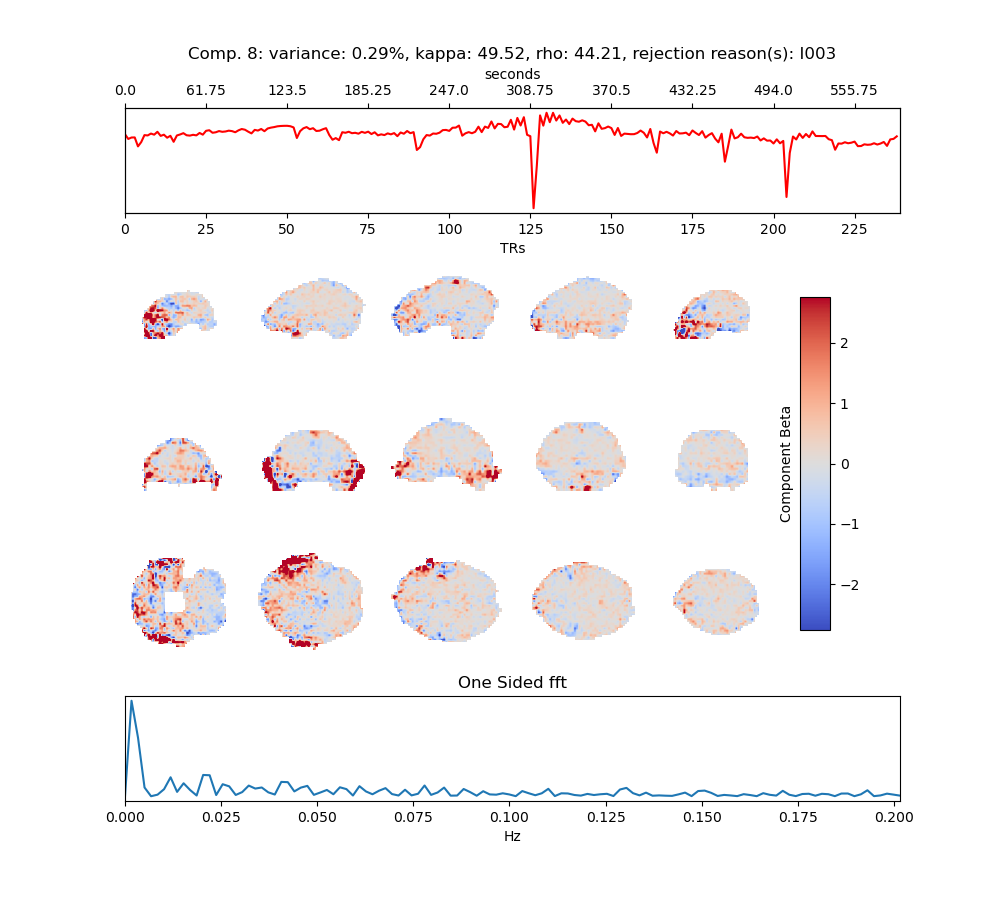 Comp. 8: variance: 0.29%, kappa: 49.52, rho: 44.21, rejection reason(s): I003
seconds
0.0 61.75 123.5 185.25 247.0 308.75 370.5 432.25 494.0 555.75
0 25 50 75 100 125 150 175 200 225
TRs
2
1
0
−1
−2
Component Beta
One Sided fft
0.000 0.025 0.050 0.075 0.100 0.125 0.150 0.175 0.200
Hz